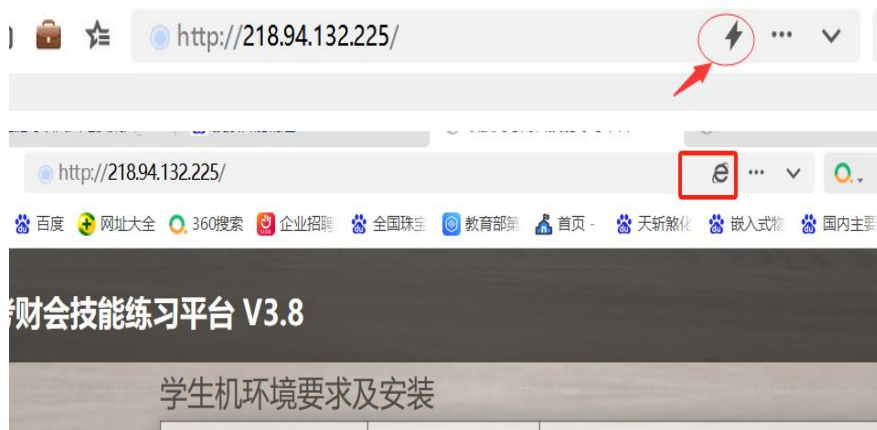 http://218.94.132.225/
http://218.94.132.225/
百度 网址大全 360搜索 企业招聘 全国珠宝 教育部第 首页 - 天斩煞化 嵌入式物 国内主要
考财会技能练习平台 V3.8
学生机环境要求及安装